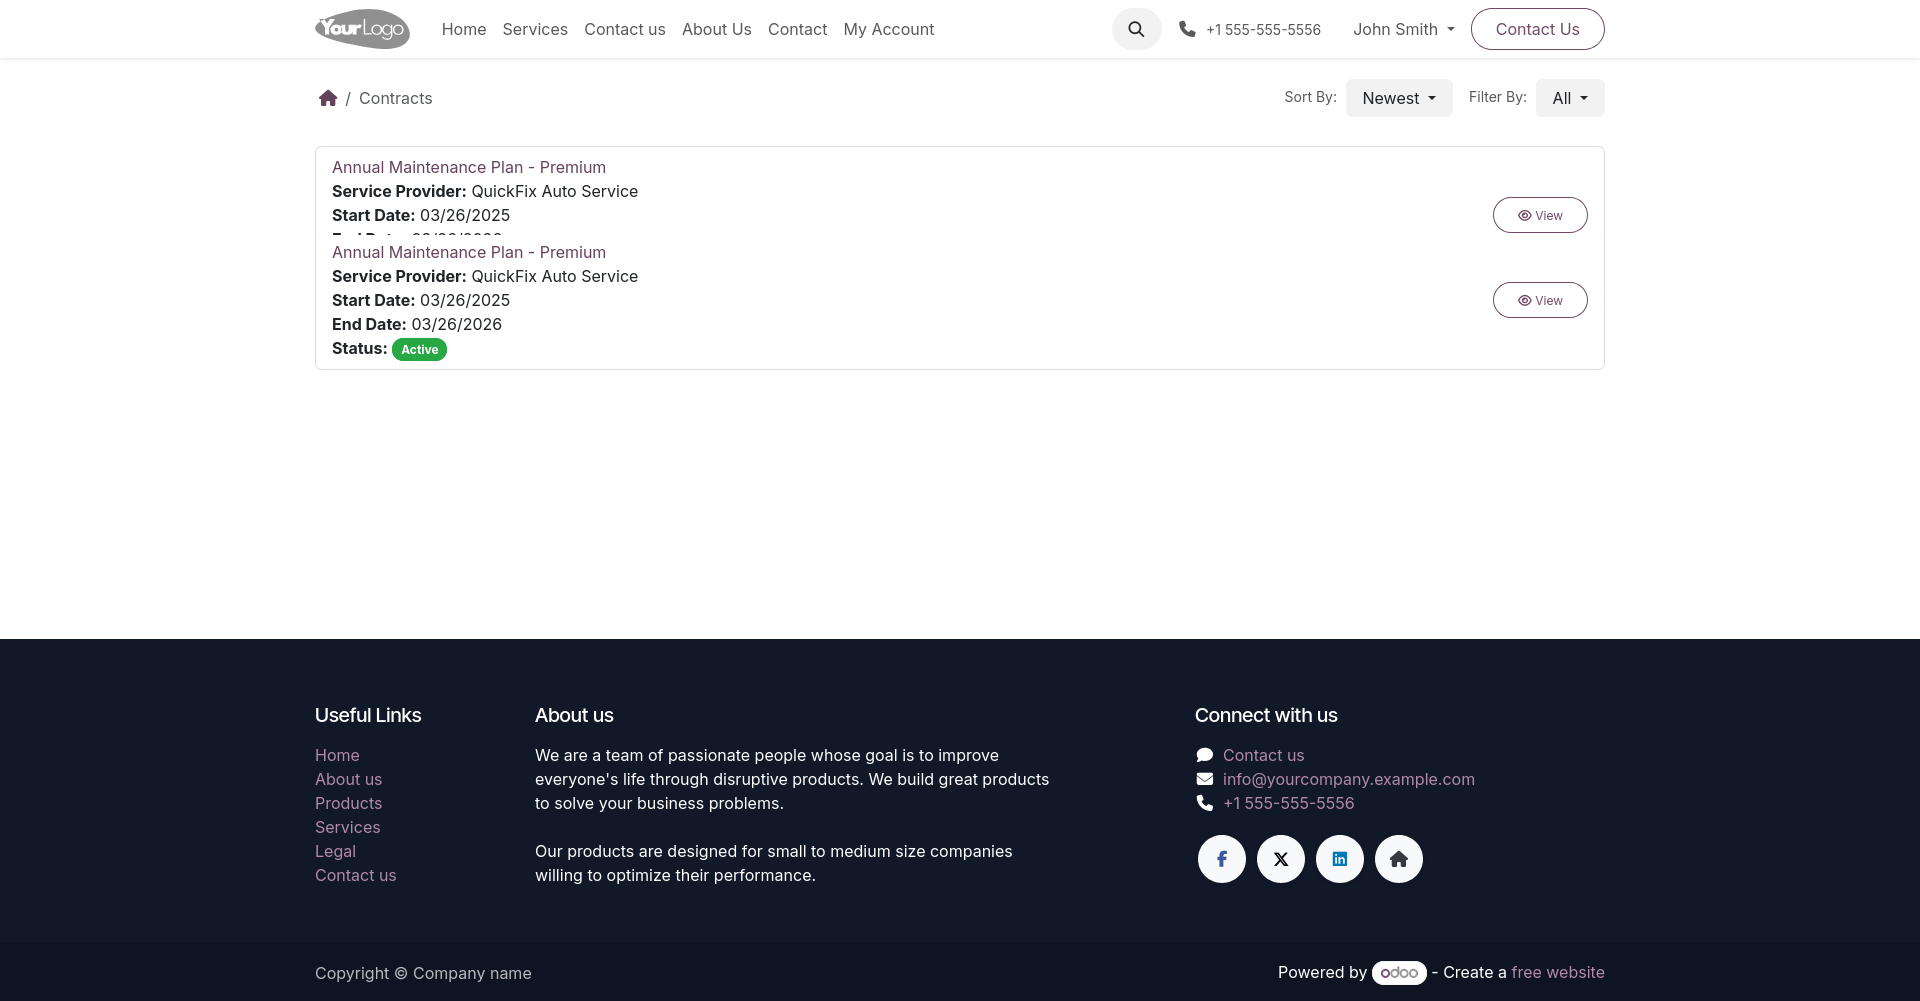 YourLogo
Home Services Contact us About Us Contact My Account
+1 555-555-5556
John Smith
Contact Us
/ Contracts
Sort By: Newest
Filter By: All
Annual Maintenance Plan - Premium
Service Provider: QuickFix Auto Service
Start Date: 03/26/2025
View
Annual Maintenance Plan - Premium
Service Provider: QuickFix Auto Service
Start Date: 03/26/2025
View
End Date: 03/26/2026
Status: Active
Useful Links
Home
About us
Products
Services
Legal
Contact us
About us
We are a team of passionate people whose goal is to improve
everyone's life through disruptive products. We build great products
to solve your business problems.
Our products are designed for small to medium size companies
willing to optimize their performance.
Connect with us
Contact us
info@yourcompany.example.com
+1 555-555-5556
Copyright © Company name
Powered by odoo - Create a free website